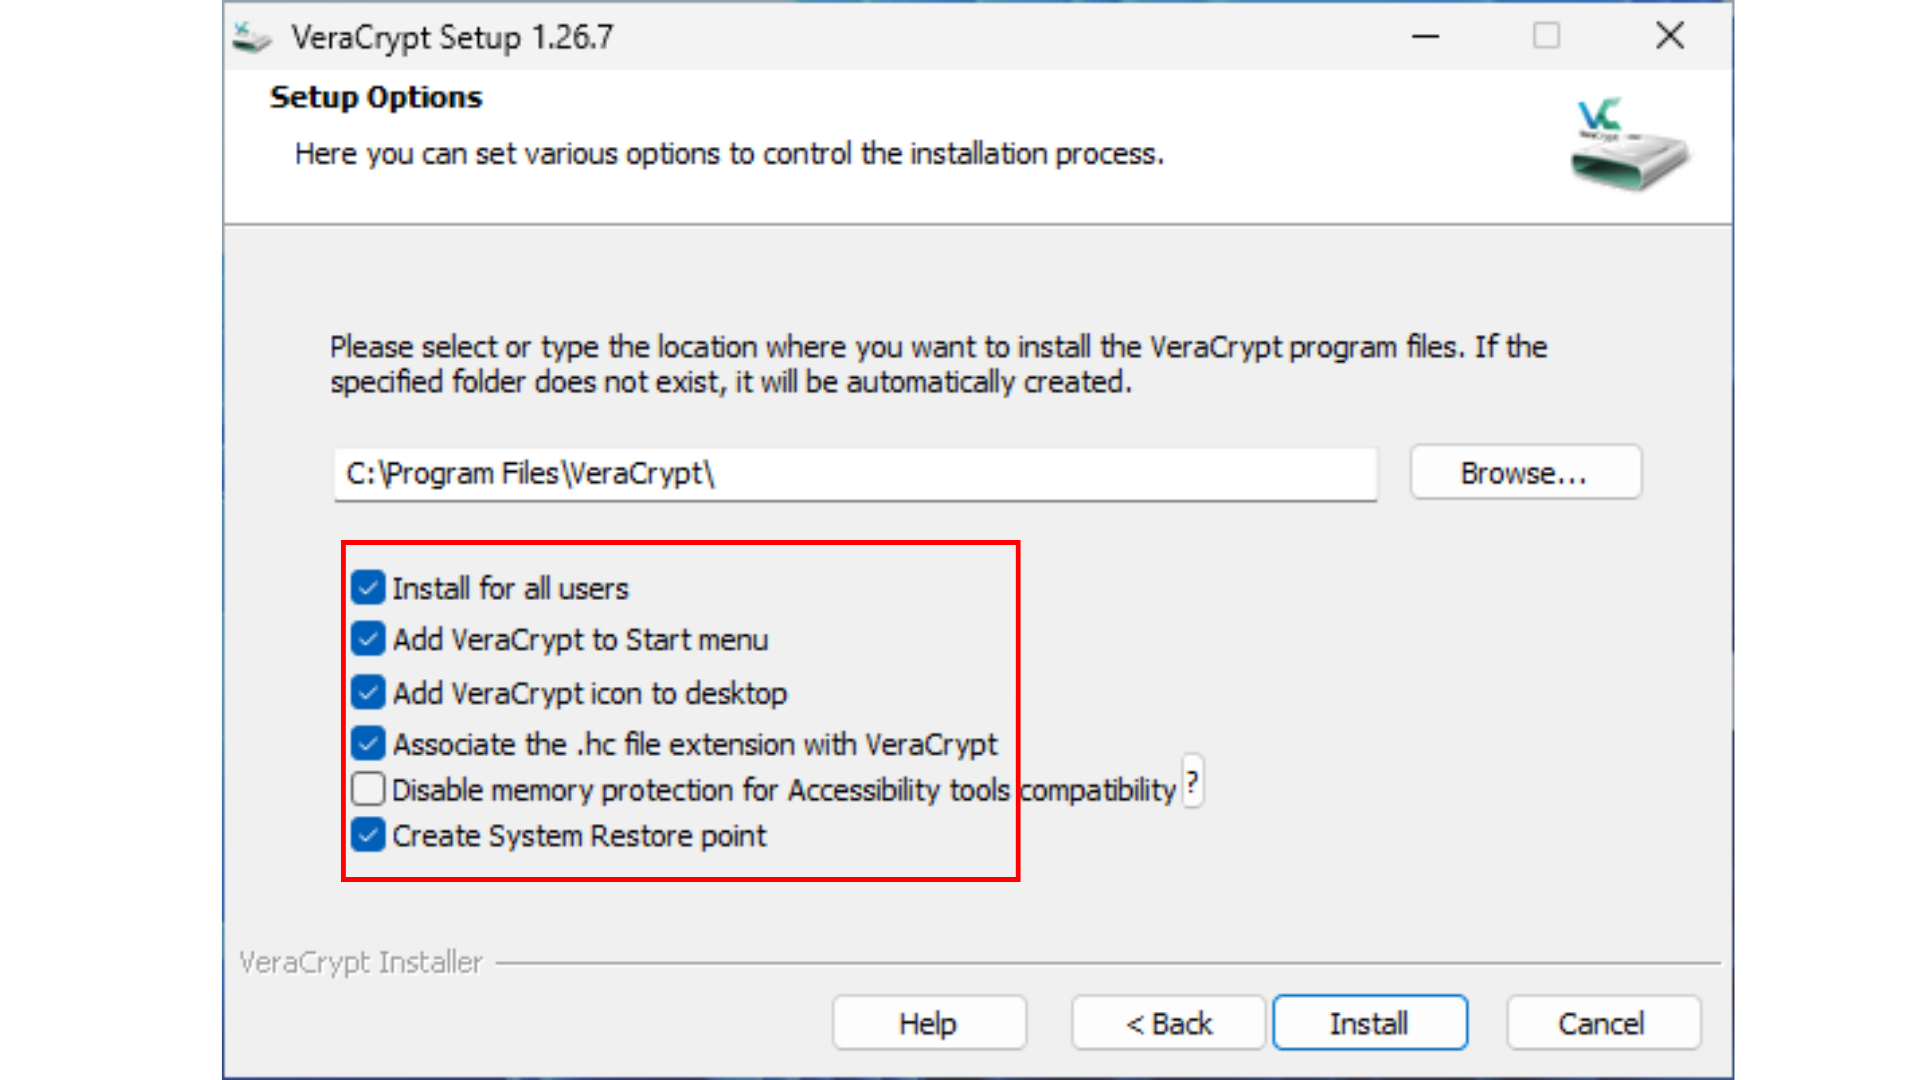 VeraCrypt Setup 1.26.7
Setup Options
Here you can set various options to control the installation process.
VC
Please select or type the location where you want to install the VeraCrypt program files. If the
specified folder does not exist, it will be automatically created.
C:\Program Files\VeraCrypt\
Browse...
Install for all users
Add VeraCrypt to Start menu
Add VeraCrypt icon to desktop
Associate the .hc file extension with VeraCrypt
Disable memory protection for Accessibility tools compatibility ?
Create System Restore point
VeraCrypt Installer
Help
< Back
Install
Cancel